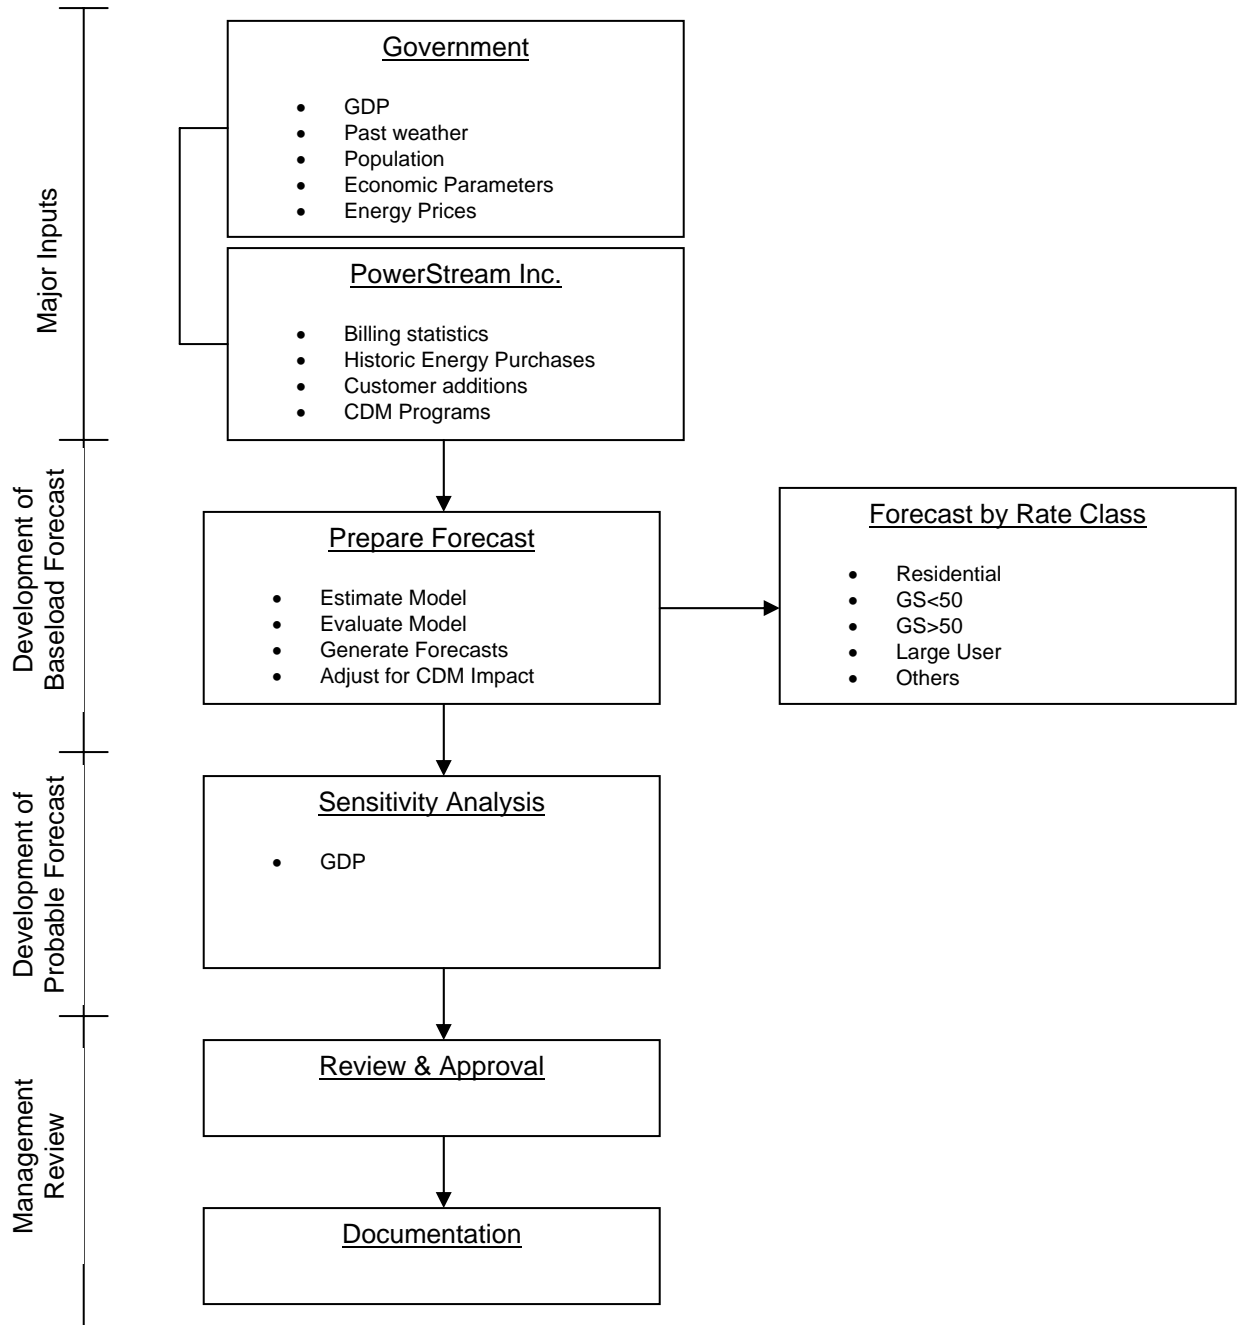 Major Inputs
Government
• GDP
• Past weather
• Population
• Economic Parameters
• Energy Prices
PowerStream Inc.
• Billing statistics
• Historic Energy Purchases
• Customer additions
• CDM Programs
Development of
Baseload Forecast
Prepare Forecast
• Estimate Model
• Evaluate Model
• Generate Forecasts
• Adjust for CDM Impact
Forecast by Rate Class
• Residential
• GS<50
• GS>50
• Large User
• Others
Development of
Probable Forecast
Sensitivity Analysis
• GDP
Management
Review
Review & Approval
Documentation